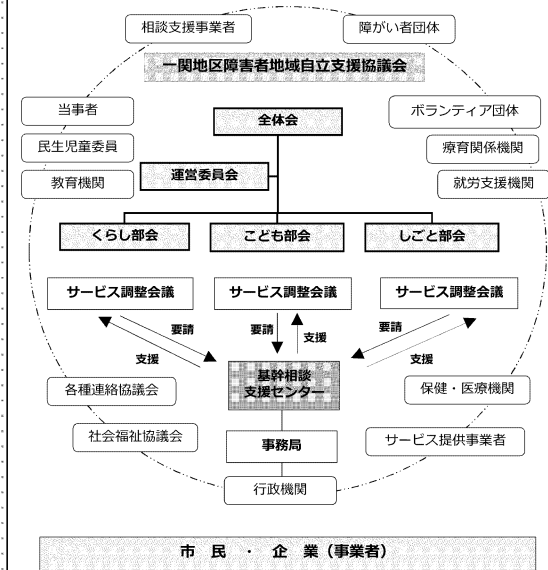 相談支援事業者
障がい者団体
一関地区障害者地域自立支援協議会
当事者
ボランティア団体
全体会
民生児童委員
療育関係機関
運営委員会
教育機関
就労支援機関
くらし部会
こども部会
しごと部会
サービス調整会議
サービス調整会議
サービス調整会議
要請
要請
要請
支援
支援
支援
基幹相談
支援センター
各種連絡協議会
保健・医療機関
社会福祉協議会
事務局
サービス提供事業者
行政機関
市 民 ・ 企 業（事業者）